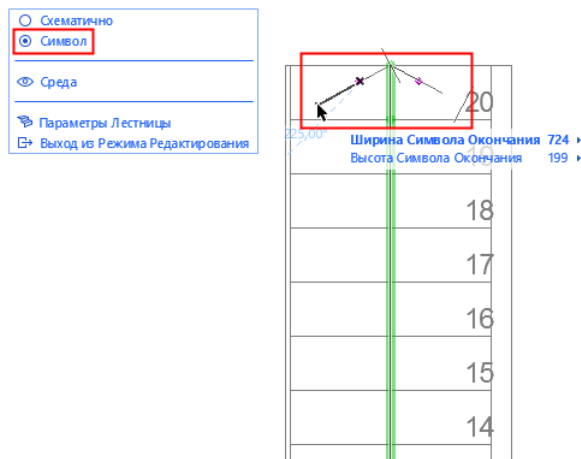 Схематично
Символ
Среда
Параметры Лестницы
Выход из Режима Редактирования
20
225,00°
Ширина Символа Окончания 724
Высота Символа Окончания 199
19
18
17
16
15
14